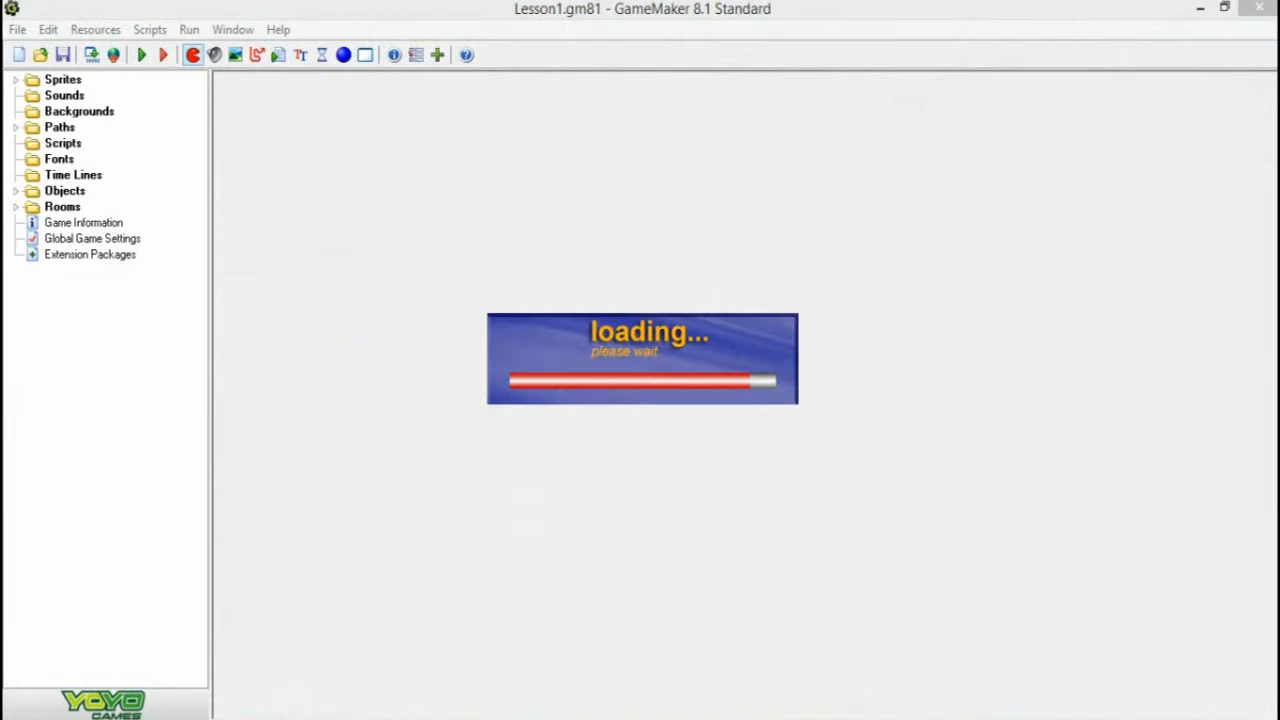 Lesson1.gm81 - GameMaker 8.1 Standard
File Edit Resources Scripts Run Window Help
Sprites
Sounds
Backgrounds
Paths
Scripts
Fonts
Time Lines
Objects
Rooms
Game Information
Global Game Settings
Extension Packages
loading...
please wait
YOYO
GAMES